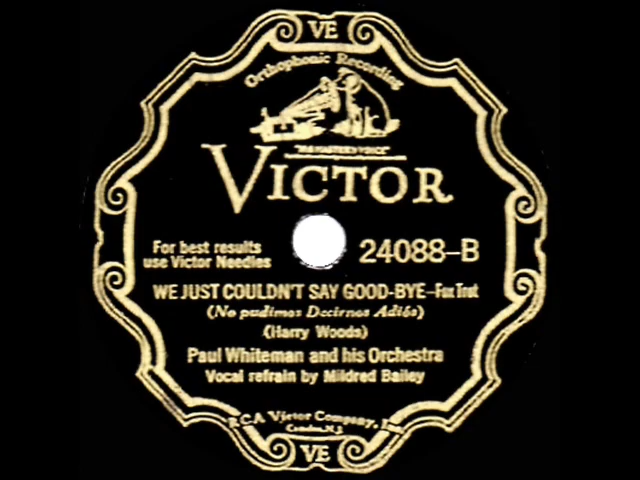 VE
Orthophonic Recording
"HIS MASTER'S VOICE"
VICTOR
For best results
use Victor Needles
24088-B
WE JUST COULDN'T SAY GOOD-BYE-Fox Trot
(No pudimos Decirnos Adiós)
(Harry Woods)
Paul Whiteman and his Orchestra
Vocal refrain by Mildred Bailey
RCA Victor Company, Inc.
Camden, N.J.
VE